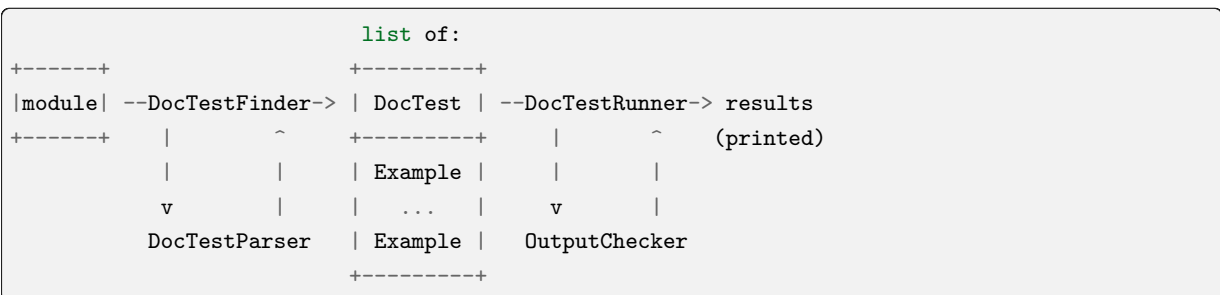 list of:
+------+                   +---------+
|module| --DocTestFinder-> | DocTest | --DocTestRunner-> results
+------+    |        ^     +---------+     |       ^    (printed)
            |        |     | Example |     |       |
            v        |     |   ...   |     v       |
           DocTestParser   | Example |   OutputChecker
                           +---------+